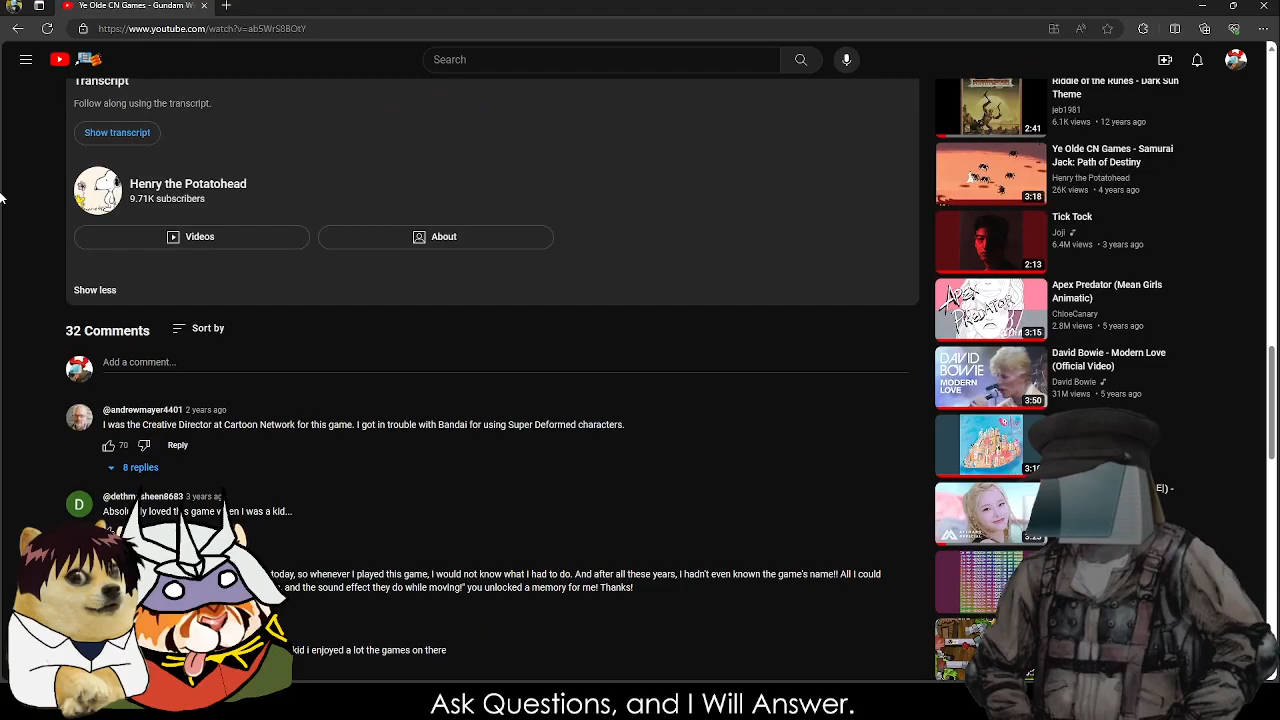 Ye Olde CN Games - Gundam W
https://www.youtube.com/watch?v=ab5WrS8BOtY
Search
Transcript
Follow along using the transcript.
Show transcript
Henry the Potatohead
9.71K subscribers
Videos
About
Show less
32 Comments
Sort by
Add a comment...
@andrewmayer4401 2 years ago
I was the Creative Director at Cartoon Network for this game. I got in trouble with Bandai for using Super Deformed characters.
70
Reply
8 replies
D
3 years
game when I was a kid...
today, so whenever I played this game, I would not know what I had to do. And after all these years, I hadn't even known the game's name!! All I could
and the sound effect they do while moving!" you unlocked a memory for me! Thanks!
kid i enjoyed a lot the games on there
Riddle of the Runes - Dark Sun
Theme
jeb1981
6.1K views • 12 years ago
2:41
Ye Olde CN Games - Samurai
Jack: Path of Destiny
Henry the Potatohead
26K views • 4 years ago
3:18
Tick Tock
Joji
6.4M views • 3 years ago
2:13
Apex Predator (Mean Girls
Animatic)
ChloeCanary
2.8M views • 5 years ago
APEX
PREDATOR
3:15
David Bowie - Modern Love
(Official Video)
David Bowie
31M views • 5 years ago
DAVID
BOWIE
MODERN
LOVE
3:50
Ask Questions, and I Will Answer.